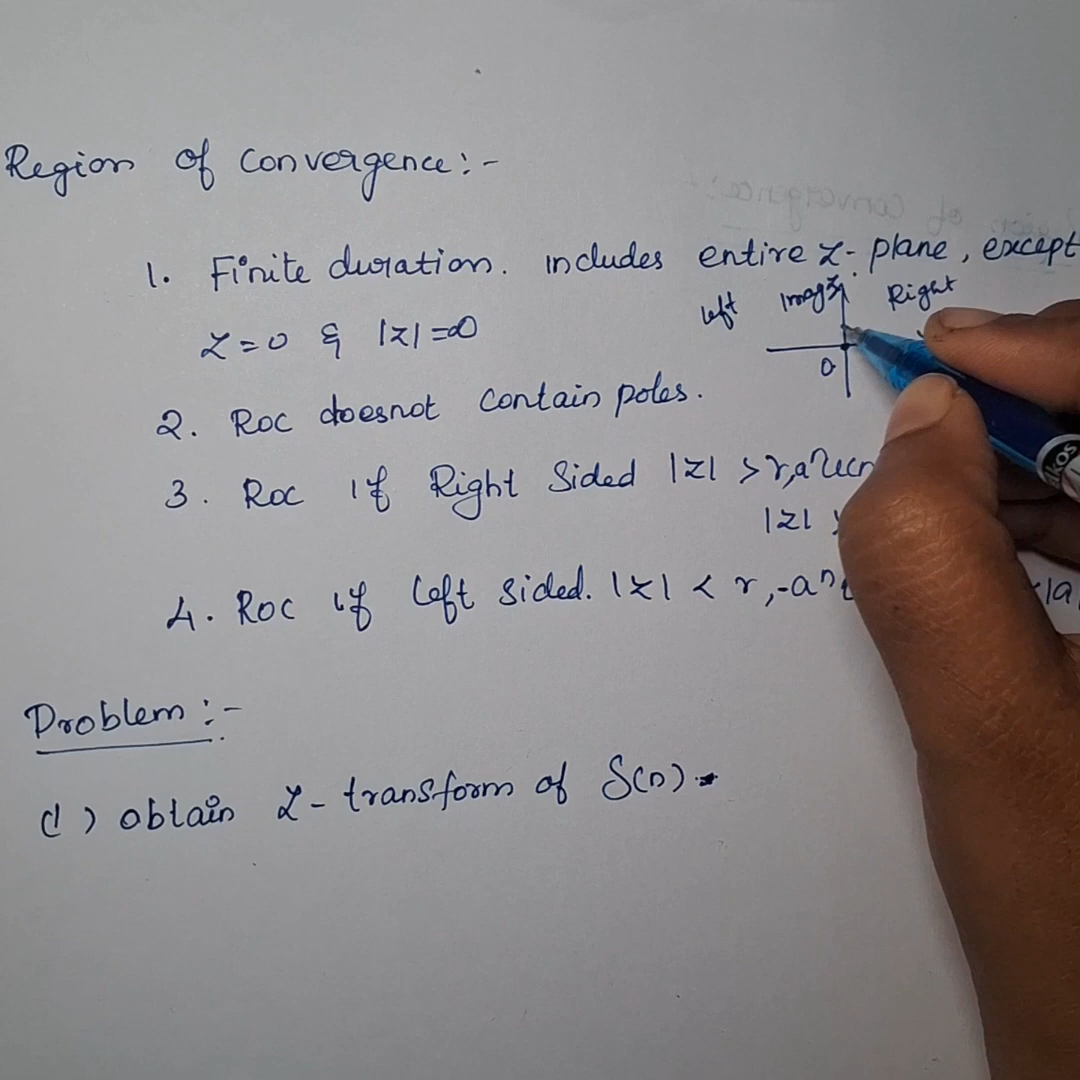 Region of convergence:-
1. Finite duration. includes entire z-plane, except
z=0 & |z|=∞
left Imag z Right
0
2. Roc doesnot contain poles.
3. Roc if Right Sided |z| > r,
|z| >
4. Roc if left sided. |z| < r, -aⁿ
Problem:-
(1) obtain z-transform of δ(n).